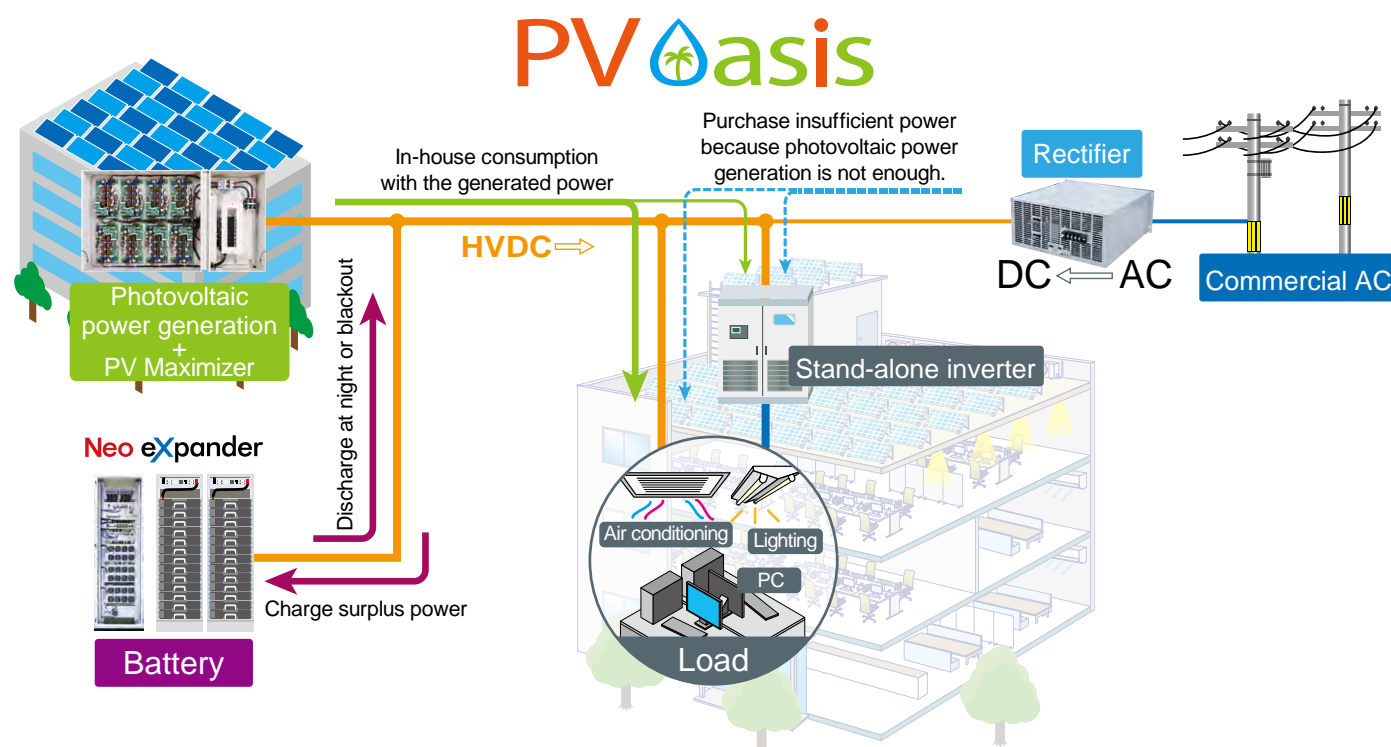 PV Oasis
Purchase insufficient power
because photovoltaic power
generation is not enough.
In-house consumption
with the generated power
Rectifier
HVDC
DC
AC
Commercial AC
Photovoltaic
power generation
+
PV Maximizer
Discharge at night or blackout
Stand-alone inverter
Neo eXpander
Air conditioning
Lighting
PC
Charge surplus power
Battery
Load